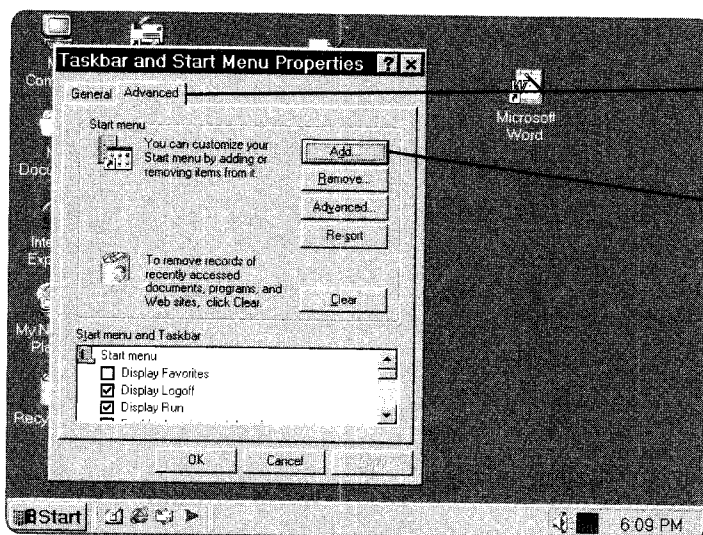 Taskbar and Start Menu Properties
General Advanced
Start menu
You can customize your
Start menu by adding or
removing items from it
Add
Remove...
Advanced...
Re-sort
To remove records of
recently accessed
documents, programs, and
Web sites, click Clear.
Clear
Start menu and Taskbar
Start menu
Display Favorites
Display Logoff
Display Run
OK Cancel
Microsoft
Word
Start
6:09 PM